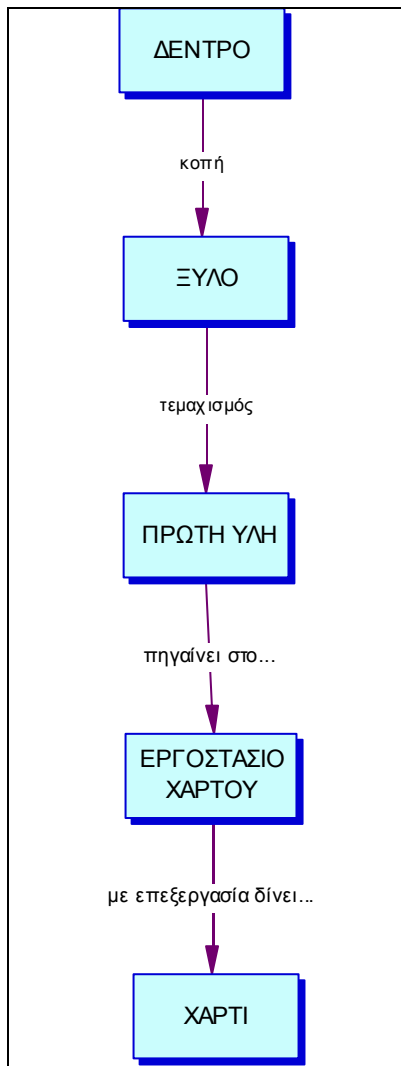 ΔΕΝΤΡΟ
κοπή
ΞΥΛΟ
τεμαχισμός
ΠΡΩΤΗ ΥΛΗ
πηγαίνει στο...
ΕΡΓΟΣΤΑΣΙΟ
ΧΑΡΤΟΥ
με επεξεργασία δίνει...
ΧΑΡΤΙ